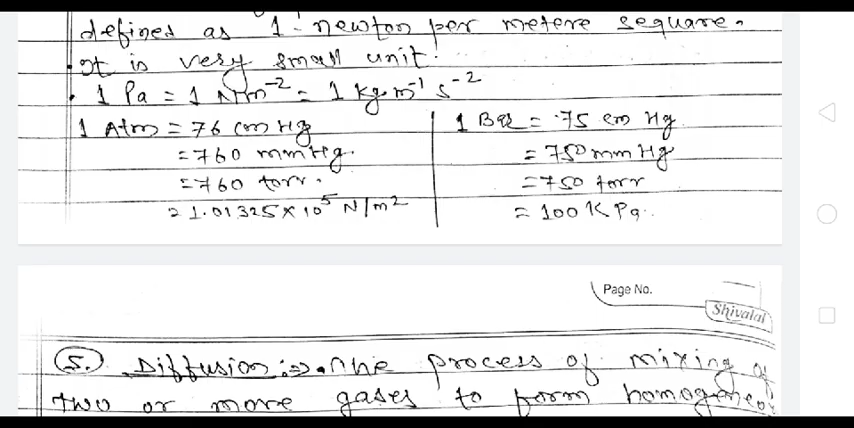 defined as 1 newton per metere sequare.
It is very small unit.
1 Pa = 1 Nm⁻² = 1 kg m⁻¹ s⁻²
1 Atm = 76 cm Hg
= 760 mm Hg.
= 760 torr.
= 1.01325 × 10⁵ N/m²
1 Bar = 75 cm Hg
= 750 mm Hg
= 750 torr
= 100 K Pa.
Page No.
Shivalal
5. Diffusion :⇒ The process of mixing of
two or more gases to form